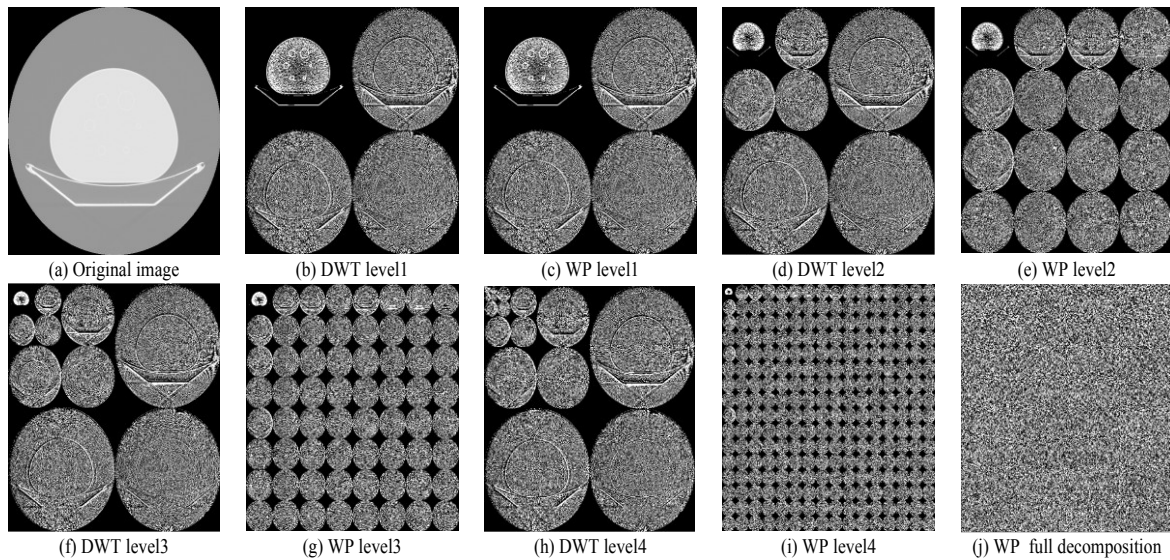 (a) Original image
(b) DWT level1
(c) WP level1
(d) DWT level2
(e) WP level2
(f) DWT level3
(g) WP level3
(h) DWT level4
(i) WP level4
(j) WP full decomposition